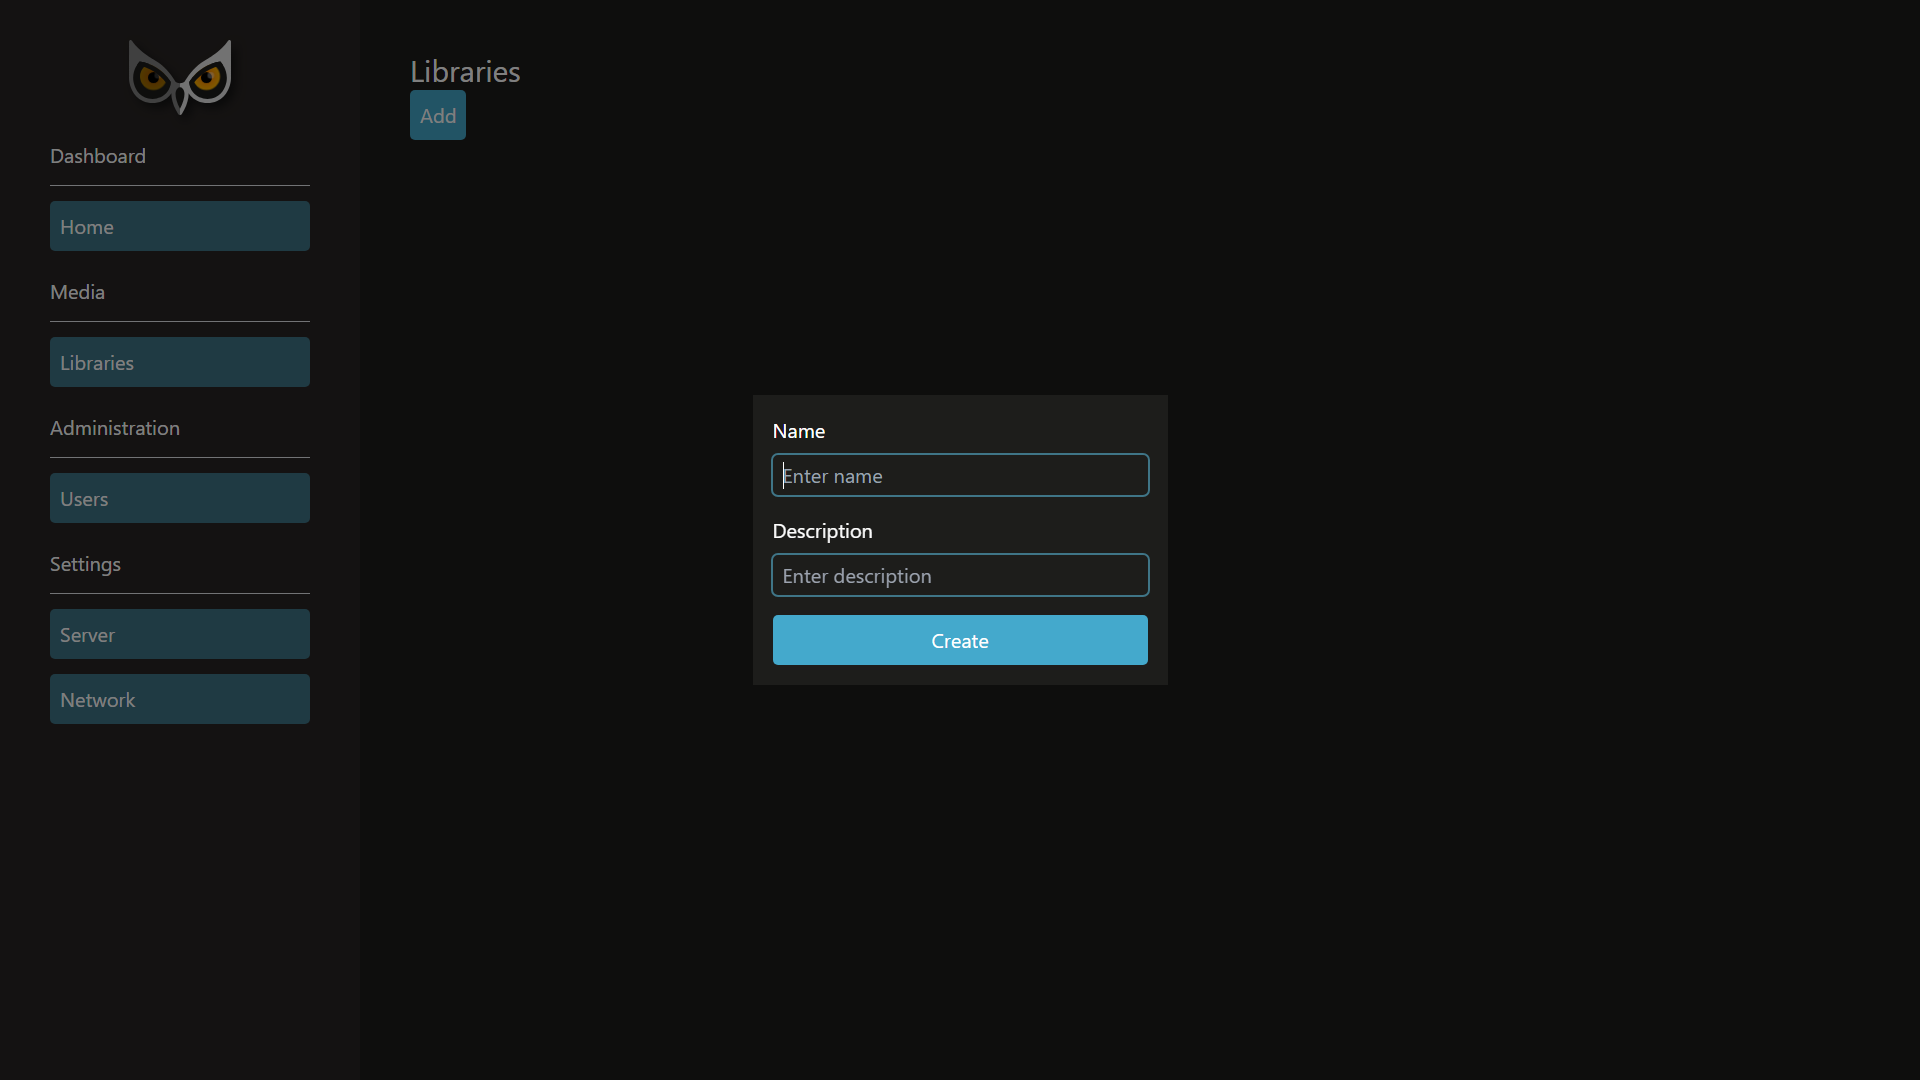 Dashboard
Home
Media
Libraries
Administration
Users
Settings
Server
Network
Libraries
Add
Name
Enter name
Description
Enter description
Create